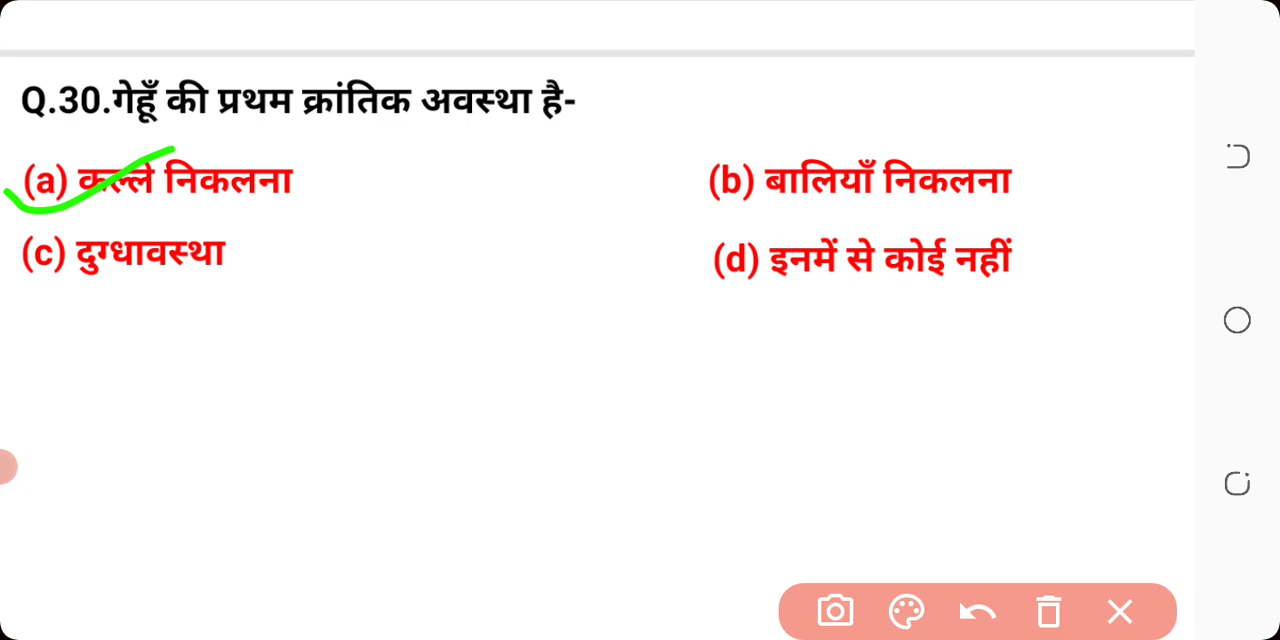 Q.30.गेहूँ की प्रथम क्रांतिक अवस्था है-
(a) कल्ले निकलना (b) बालियाँ निकलना
(c) दुग्धावस्था (d) इनमें से कोई नहीं